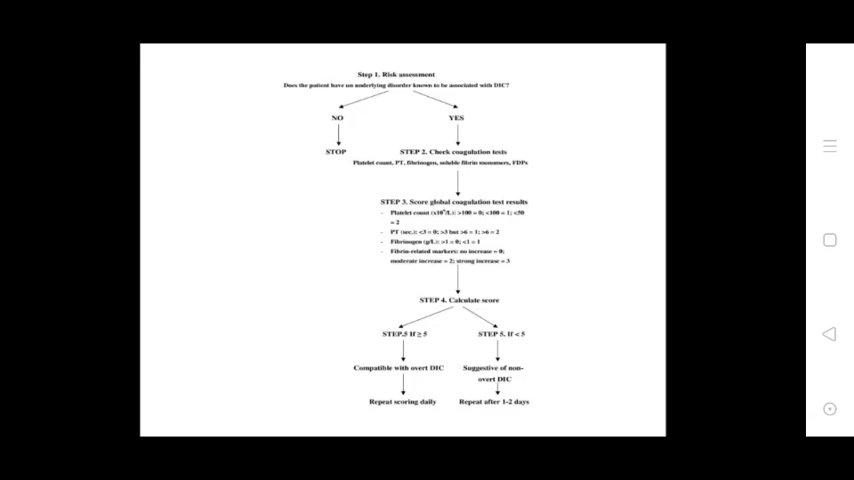 Step 1. Risk assessment
Does the patient have an underlying disorder known to be associated with DIC?
NO
YES
STOP
STEP 2. Check coagulation tests
Platelet count, PT, fibrinogen, soluble fibrin monomers, FDPs
STEP 3. Score global coagulation test results
- Platelet count (x10⁹/L): >100 = 0; <100 = 1; <50
= 2
- PT (sec.): <3 = 0; >3 but >6 = 1; >6 = 2
- Fibrinogen (g/L): >1 = 0; <1 = 1
- Fibrin-related markers: no increase = 0;
moderate increase = 2; strong increase = 3
STEP 4. Calculate score
STEP.5 If ≥ 5
STEP 5. If < 5
Compatible with overt DIC
Suggestive of non-
overt DIC
Repeat scoring daily
Repeat after 1-2 days